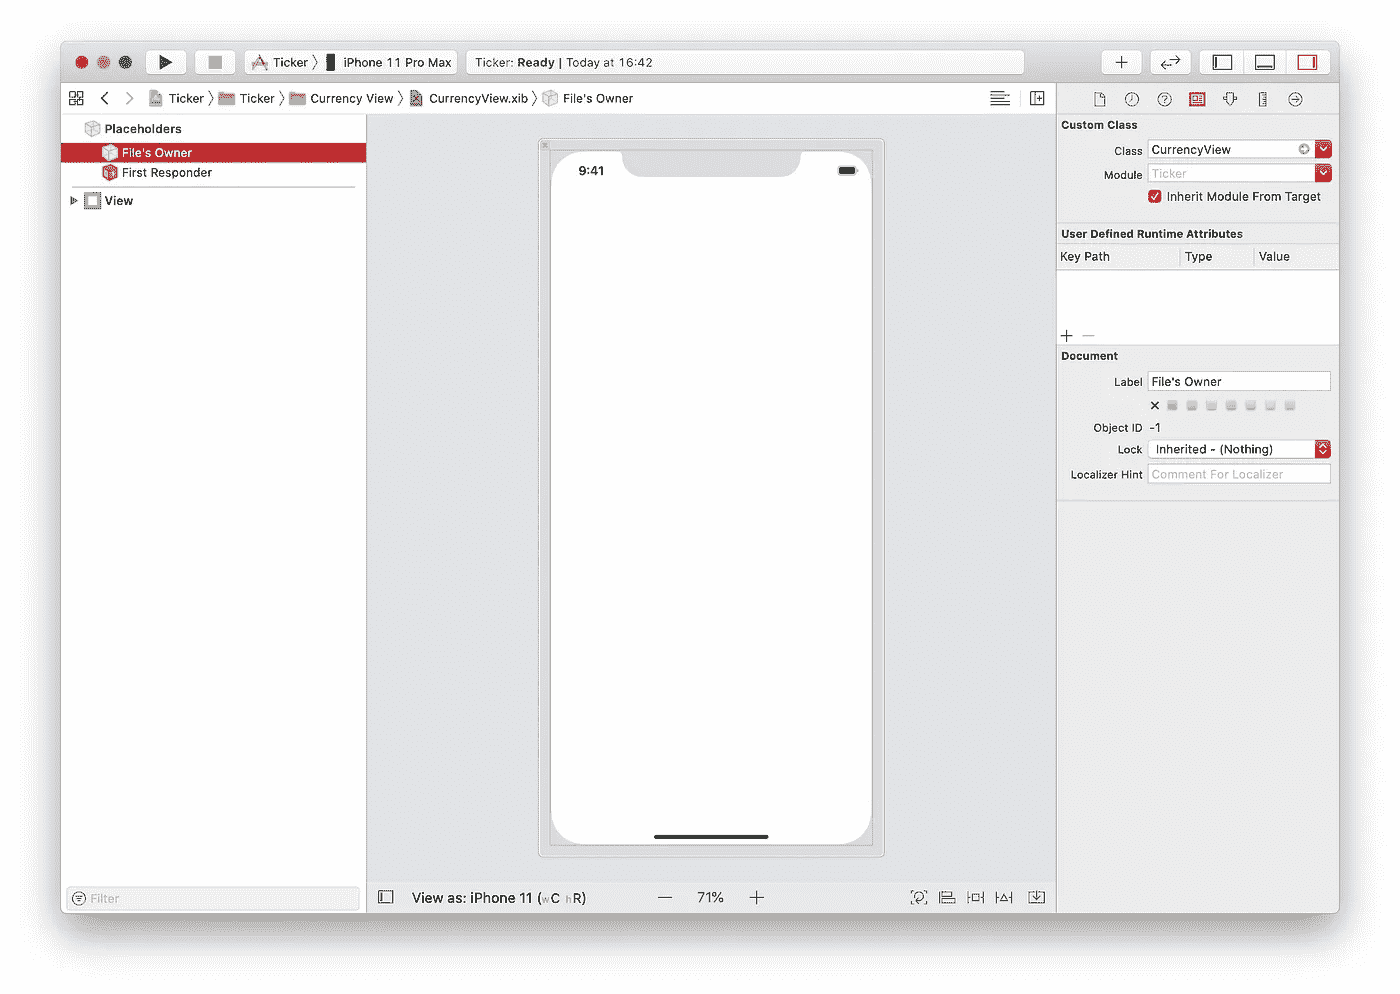 Ticker 〉 iPhone 11 Pro Max
Ticker: Ready | Today at 16:42
Ticker 〉 Ticker 〉 Currency View 〉 CurrencyView.xib 〉 File's Owner
Placeholders
File's Owner
First Responder
View
Filter
9:41
View as: iPhone 11 (wC hR)
71%
Custom Class
Class CurrencyView
Module Ticker
Inherit Module From Target
User Defined Runtime Attributes
Key Path Type Value
Document
Label File's Owner
Object ID -1
Lock Inherited - (Nothing)
Localizer Hint Comment For Localizer